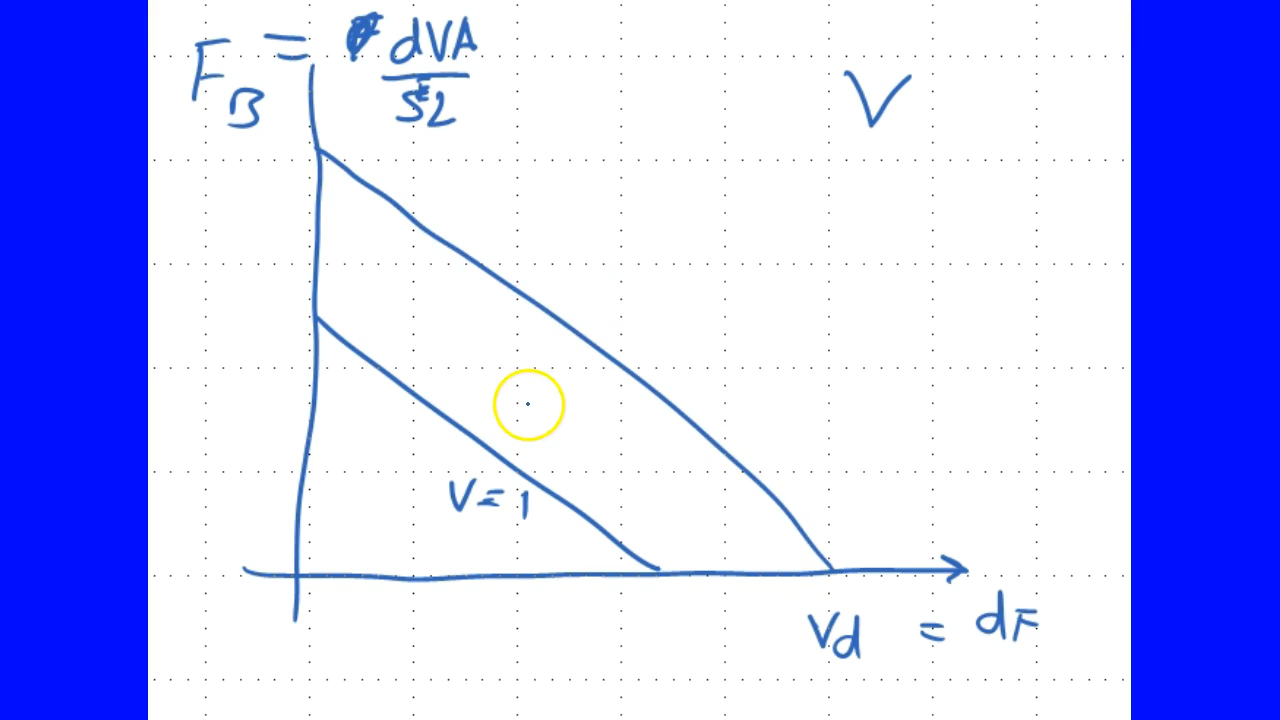 F_B = dVA
S2
V
V = 1
Vd = dF